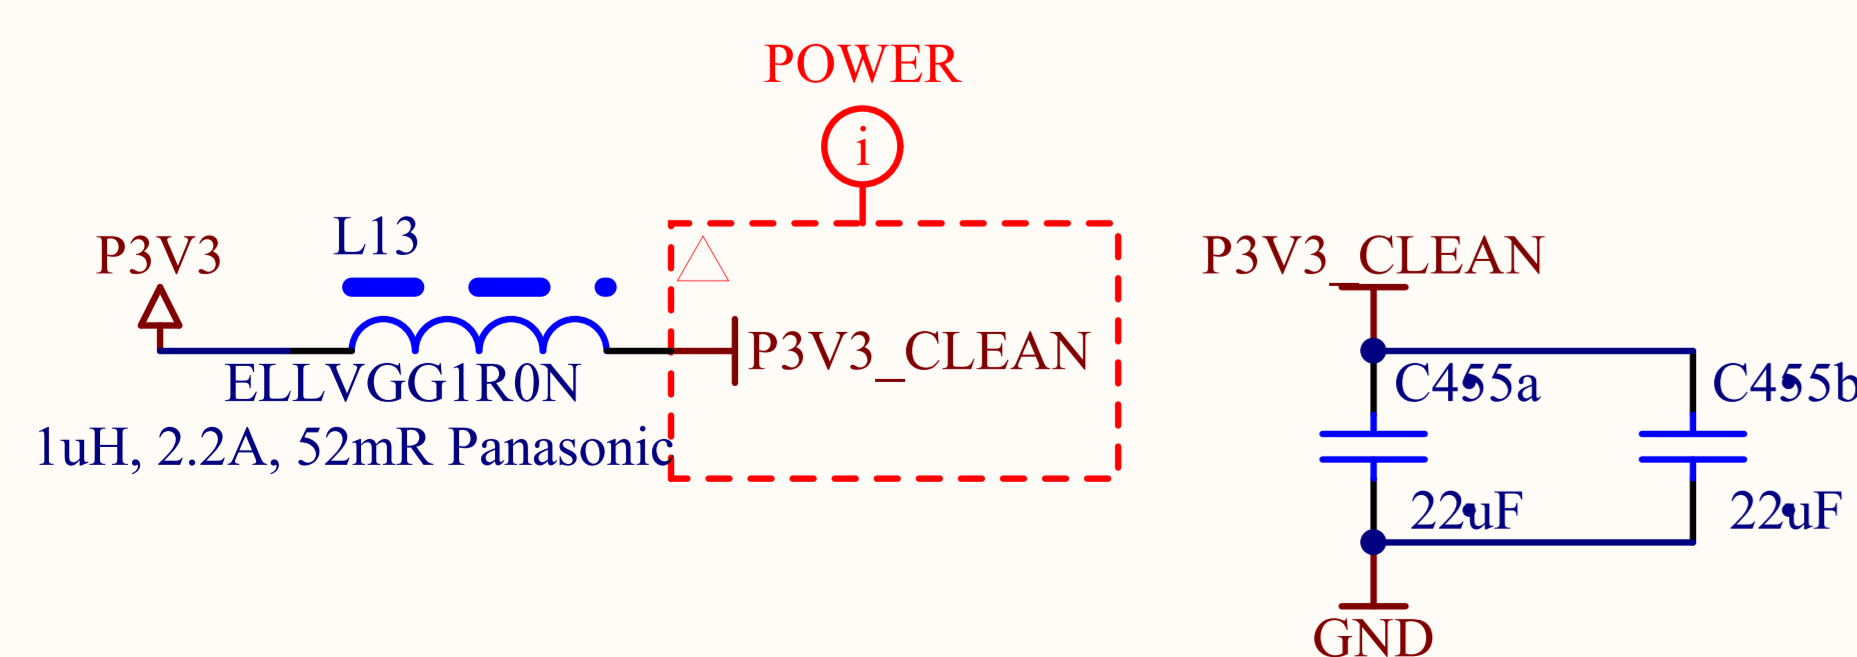 POWER
i
L13
P3V3
P3V3_CLEAN
P3V3_CLEAN
ELLVGG1R0N
C455a
C455b
1uH, 2.2A, 52mR Panasonic
22uF
22uF
GND